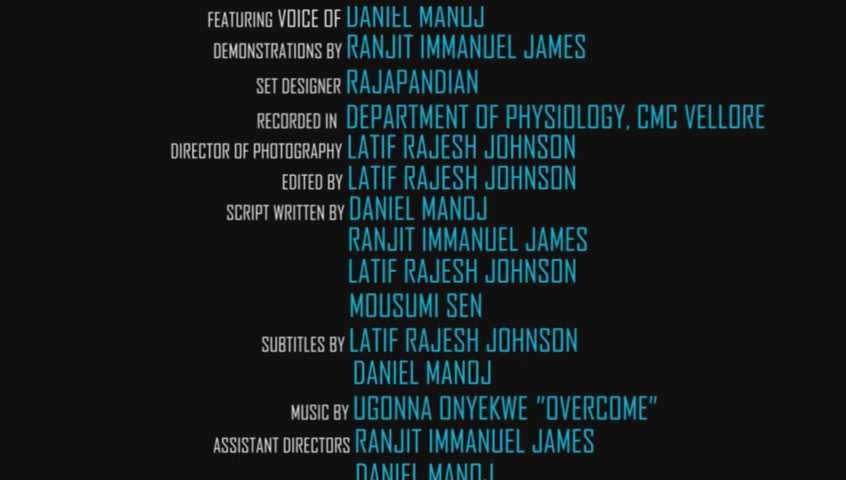 FEATURING VOICE OF DANIEL MANOJ
DEMONSTRATIONS BY RANJIT IMMANUEL JAMES
SET DESIGNER RAJAPANDIAN
RECORDED IN DEPARTMENT OF PHYSIOLOGY, CMC VELLORE
DIRECTOR OF PHOTOGRAPHY LATIF RAJESH JOHNSON
EDITED BY LATIF RAJESH JOHNSON
SCRIPT WRITTEN BY DANIEL MANOJ
RANJIT IMMANUEL JAMES
LATIF RAJESH JOHNSON
MOUSUMI SEN
SUBTITLES BY LATIF RAJESH JOHNSON
DANIEL MANOJ
MUSIC BY UGONNA ONYEKWE "OVERCOME"
ASSISTANT DIRECTORS RANJIT IMMANUEL JAMES
DANIEL MANOJ